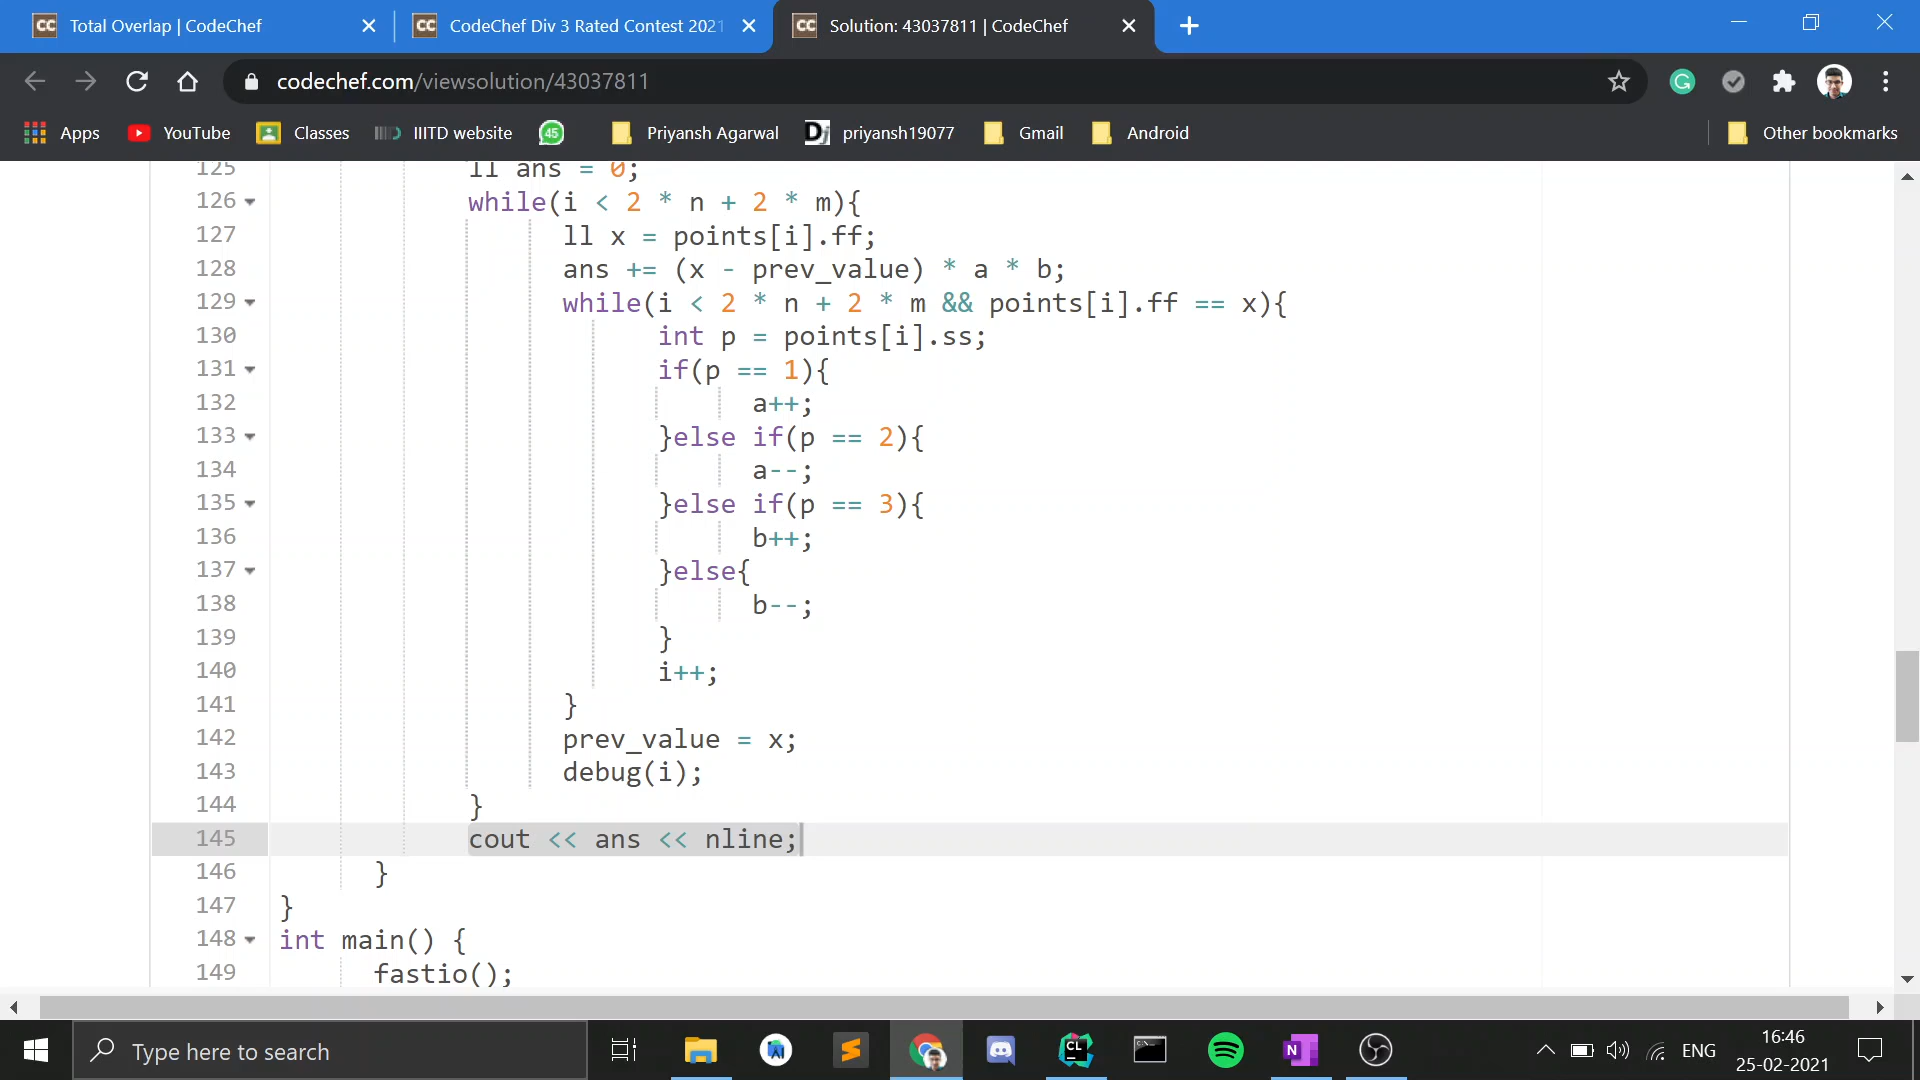 Total Overlap | CodeChef
CodeChef Div 3 Rated Contest 2021
Solution: 43037811 | CodeChef
codechef.com/viewsolution/43037811
Apps
YouTube
Classes
IIITD website
45
Priyansh Agarwal
priyansh19077
Gmail
Android
Other bookmarks
125 ll ans = 0;
126 while(i < 2 * n + 2 * m){
127 ll x = points[i].ff;
128 ans += (x - prev_value) * a * b;
129 while(i < 2 * n + 2 * m && points[i].ff == x){
130 int p = points[i].ss;
131 if(p == 1){
132 a++;
133 }else if(p == 2){
134 a--;
135 }else if(p == 3){
136 b++;
137 }else{
138 b--;
139 }
140 i++;
141 }
142 prev_value = x;
143 debug(i);
144 }
145 cout << ans << nline;
146 }
147 }
148 int main() {
149 fastio();
Type here to search
ENG
16:46
25-02-2021